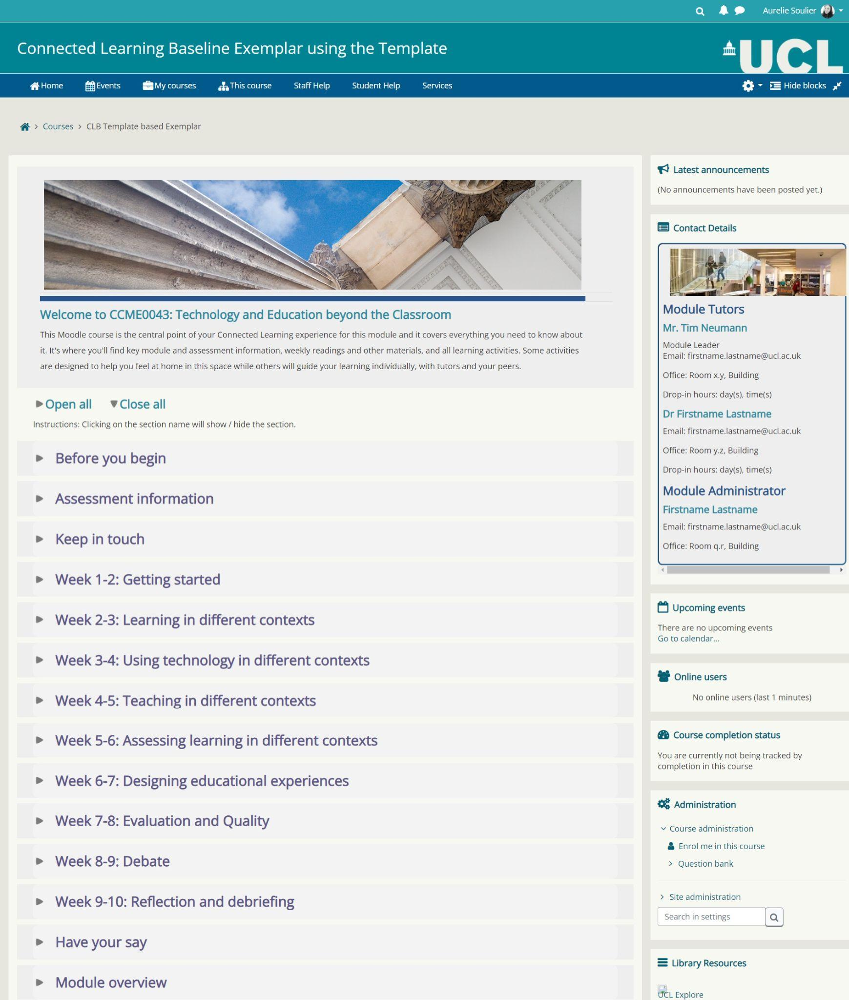 Aurelie Soulier
Connected Learning Baseline Exemplar using the Template
UCL
Home
Events
My courses
This course
Staff Help
Student Help
Services
Hide blocks
Courses
CLB Template based Exemplar
Welcome to CCME0043: Technology and Education beyond the Classroom
This Moodle course is the central point of your Connected Learning experience for this module and it covers everything you need to know about
it. It's where you'll find key module and assessment information, weekly readings and other materials, and all learning activities. Some activities
are designed to help you feel at home in this space while others will guide your learning individually, with tutors and your peers.
Open all
Close all
Instructions: Clicking on the section name will show / hide the section.
Before you begin
Assessment information
Keep in touch
Week 1-2: Getting started
Week 2-3: Learning in different contexts
Week 3-4: Using technology in different contexts
Week 4-5: Teaching in different contexts
Week 5-6: Assessing learning in different contexts
Week 6-7: Designing educational experiences
Week 7-8: Evaluation and Quality
Week 8-9: Debate
Week 9-10: Reflection and debriefing
Have your say
Module overview
Latest announcements
(No announcements have been posted yet.)
Contact Details
Module Tutors
Mr. Tim Neumann
Module Leader
Email: firstname.lastname@ucl.ac.uk
Office: Room x.y, Building
Drop-in hours: day(s), time(s)
Dr Firstname Lastname
Email: firstname.lastname@ucl.ac.uk
Office: Room y.z, Building
Drop-in hours: day(s), time(s)
Module Administrator
Firstname Lastname
Email: firstname.lastname@ucl.ac.uk
Office: Room q.r, Building
Upcoming events
There are no upcoming events
Go to calendar...
Online users
No online users (last 1 minutes)
Course completion status
You are currently not being tracked by
completion in this course
Administration
Course administration
Enrol me in this course
Question bank
Site administration
Search in settings
Library Resources
UCL Explore